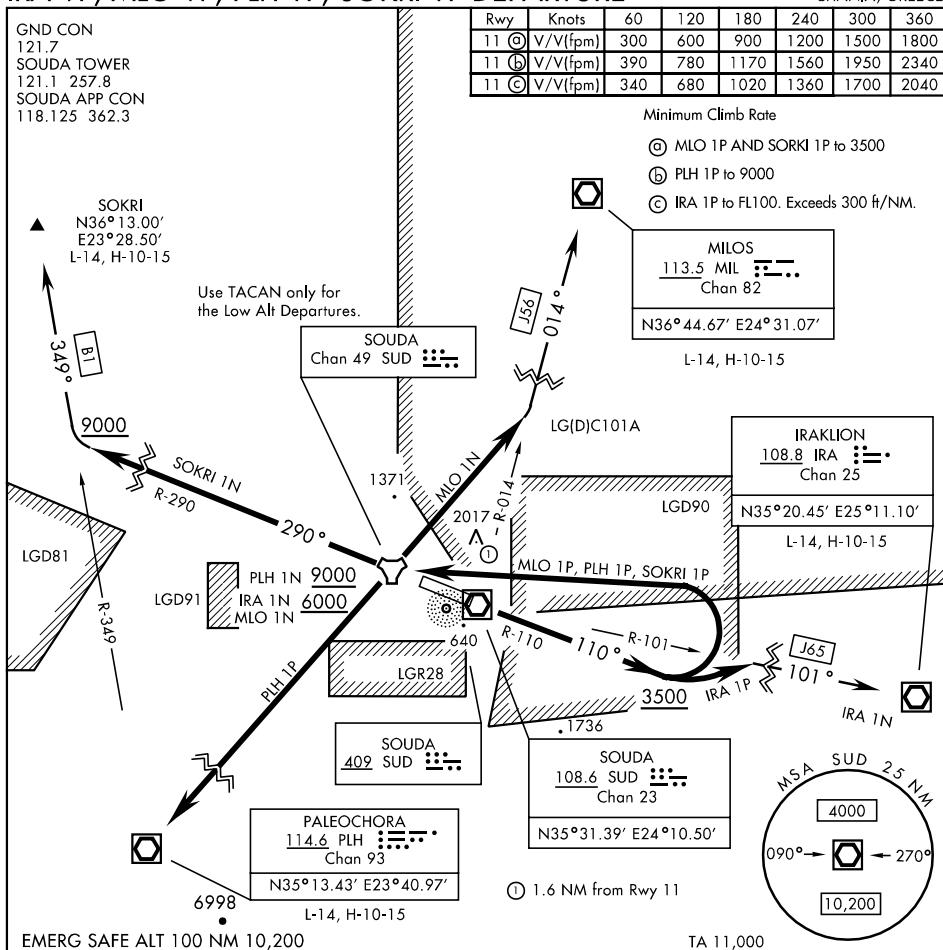 GND CON
121.7
SOUDA TOWER
121.1 257.8
SOUDA APP CON
118.125 362.3
Rwy Knots 60 120 180 240 300 360
11 ⓐ V/V(fpm) 300 600 900 1200 1500 1800
11 ⓑ V/V(fpm) 390 780 1170 1560 1950 2340
11 ⓒ V/V(fpm) 340 680 1020 1360 1700 2040
Minimum Climb Rate
ⓐ MLO 1P AND SORKI 1P to 3500
ⓑ PLH 1P to 9000
ⓒ IRA 1P to FL100. Exceeds 300 ft/NM.
SOKRI
N36°13.00′
E23°28.50′
L-14, H-10-15
MILOS
113.5 MIL
Chan 82
N36°44.67′ E24°31.07′
L-14, H-10-15
Use TACAN only for
the Low Alt Departures.
SOUDA
Chan 49 SUD
J56
014°
B1
349°
9000
SOKRI 1N
R-290
290°
MLO 1N
R-014
LG(D)C101A
1371
2017
①
LGD90
IRAKLION
108.8 IRA
Chan 25
N35°20.45′ E25°11.10′
L-14, H-10-15
LGD81
R-349
LGD91
PLH 1N 9000
IRA 1N 6000
MLO 1N
MLO 1P, PLH 1P, SOKRI 1P
R-110
110°
R-101
640
LGR28
PLH 1P
3500
IRA 1P
J65
101°
IRA 1N
1736
SOUDA
409 SUD
SOUDA
108.6 SUD
Chan 23
N35°31.39′ E24°10.50′
PALEOCHORA
114.6 PLH
Chan 93
N35°13.43′ E23°40.97′
L-14, H-10-15
6998
① 1.6 NM from Rwy 11
MSA SUD 25 NM
4000
090°
270°
10,200
EMERG SAFE ALT 100 NM 10,200
TA 11,000